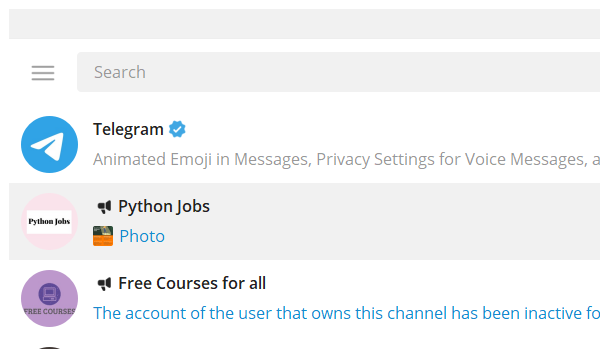 Search
Telegram
Animated Emoji in Messages, Privacy Settings for Voice Messages, a
Python Jobs
Python Jobs
Photo
Free Courses for all
FREE COURSES
The account of the user that owns this channel has been inactive fo